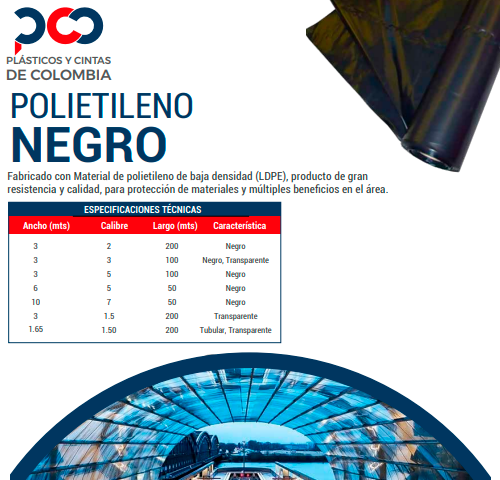 pcc
PLÁSTICOS Y CINTAS
DE COLOMBIA
POLIETILENO
NEGRO
Fabricado con Material de polietileno de baja densidad (LDPE), producto de gran
resistencia y calidad, para protección de materiales y múltiples beneficios en el área.
ESPECIFICACIONES TÉCNICAS
Ancho (mts) Calibre Largo (mts) Característica
3 2 200 Negro
3 3 100 Negro, Transparente
3 5 100 Negro
6 5 50 Negro
10 7 50 Negro
3 1.5 200 Transparente
1.65 1.50 200 Tubular, Transparente